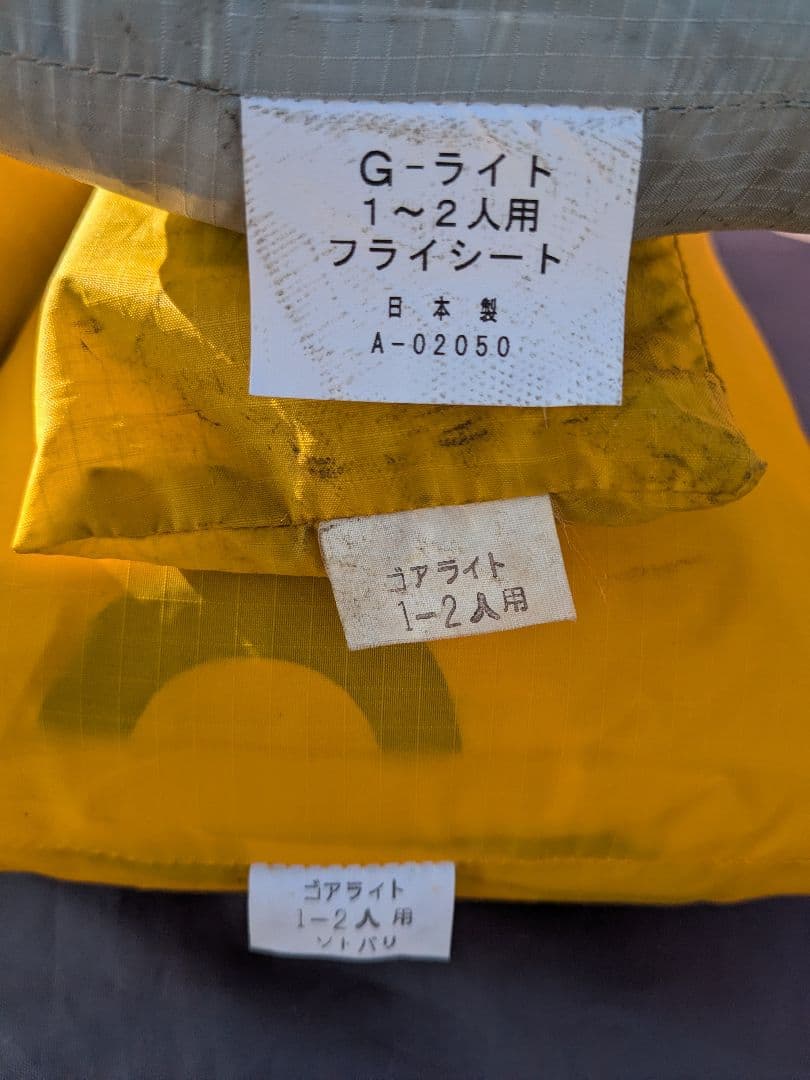 G-ライト
1～2人用
フライシート
日本製
A-02050
ゴアライト
1-2人用
ゴアライト
1-2人用
ソトバリ